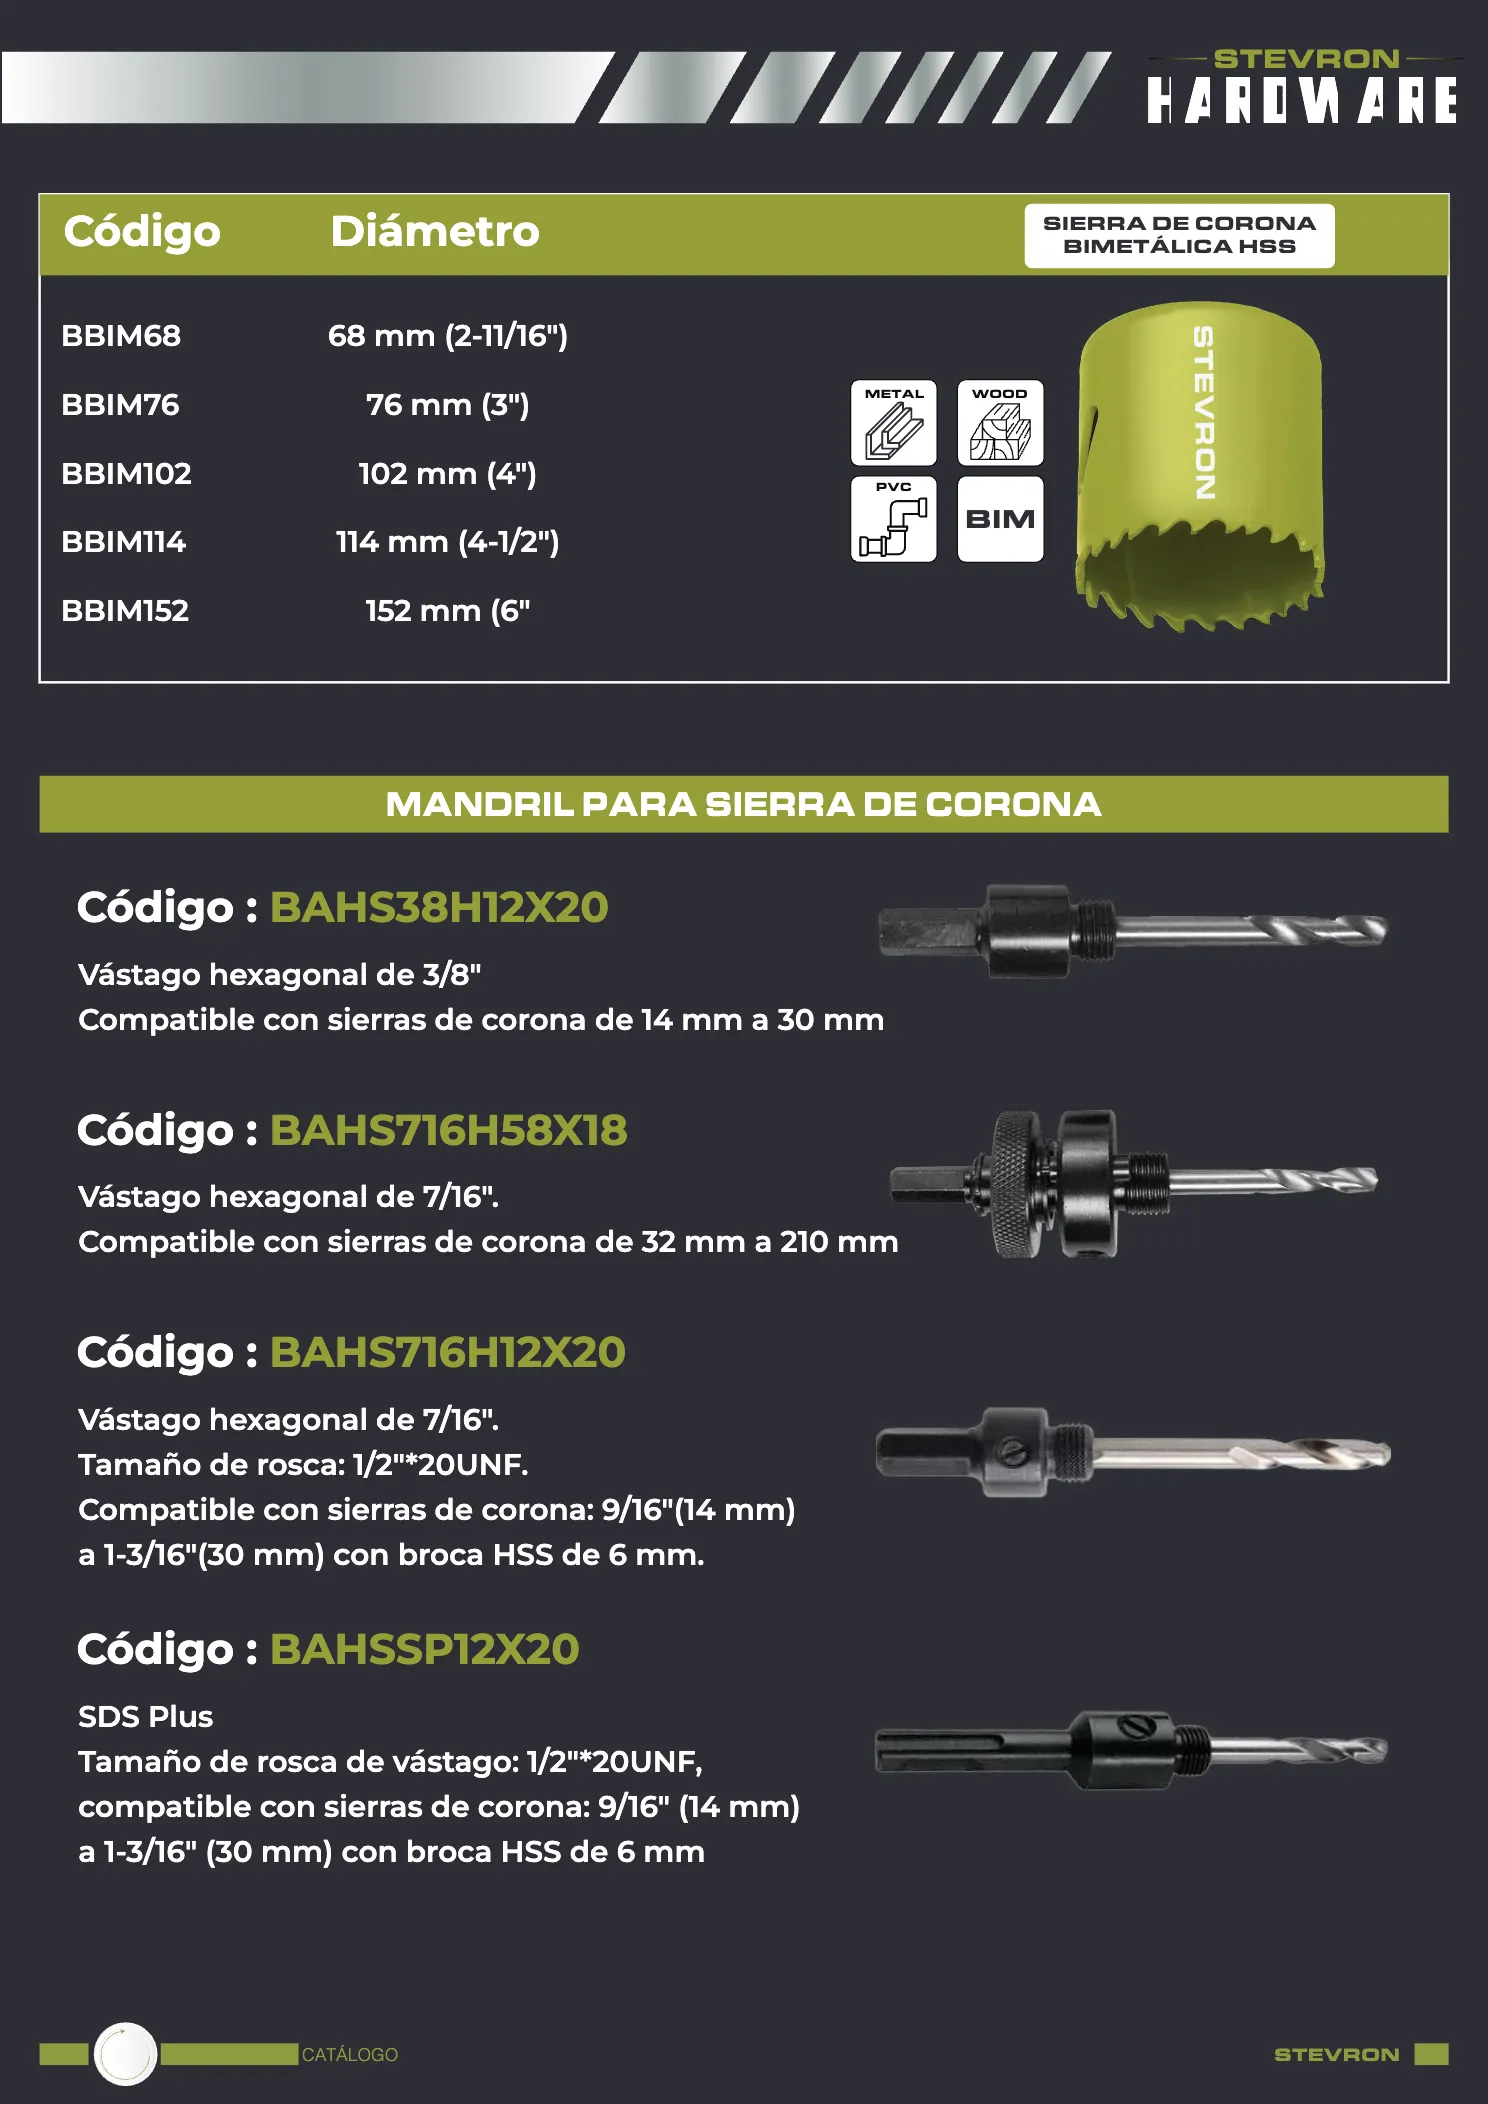 STEVRON
HARDWARE
Código Diámetro
SIERRA DE CORONA
BIMETÁLICA HSS
BBIM68 68 mm (2-11/16")
BBIM76 76 mm (3")
BBIM102 102 mm (4")
BBIM114 114 mm (4-1/2")
BBIM152 152 mm (6"
METAL
WOOD
PVC
BIM
STEVRON
MANDRIL PARA SIERRA DE CORONA
Código : BAHS38H12X20
Vástago hexagonal de 3/8"
Compatible con sierras de corona de 14 mm a 30 mm
Código : BAHS716H58X18
Vástago hexagonal de 7/16".
Compatible con sierras de corona de 32 mm a 210 mm
Código : BAHS716H12X20
Vástago hexagonal de 7/16".
Tamaño de rosca: 1/2"*20UNF.
Compatible con sierras de corona: 9/16"(14 mm)
a 1-3/16"(30 mm) con broca HSS de 6 mm.
Código : BAHSSP12X20
SDS Plus
Tamaño de rosca de vástago: 1/2"*20UNF,
compatible con sierras de corona: 9/16" (14 mm)
a 1-3/16" (30 mm) con broca HSS de 6 mm
CATÁLOGO
STEVRON